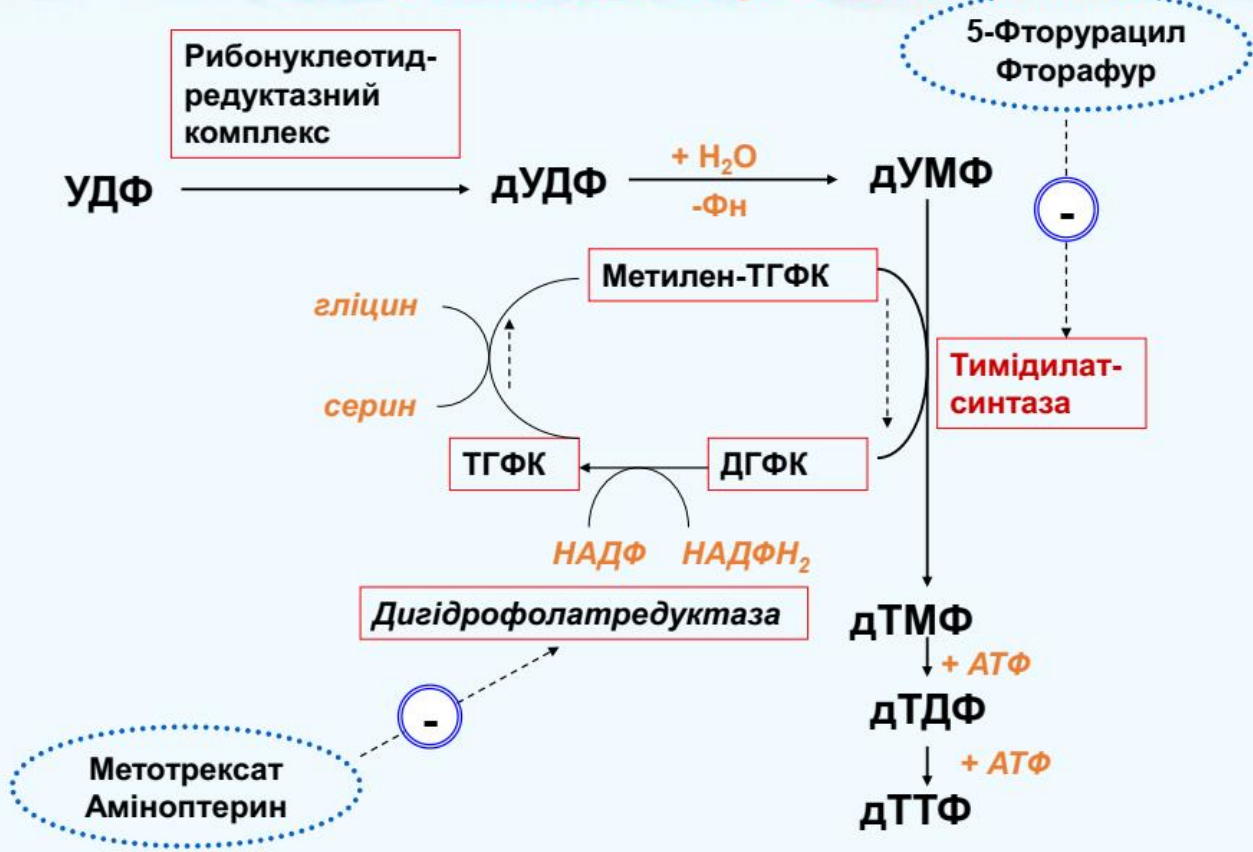 5-Фторурацил
Фторафур
Рибонуклеотид-
редуктазний
комплекс
УДФ
дУДФ
+ H₂O
-Фн
дУМФ
-
Метилен-ТГФК
гліцин
серин
Тимідилат-
синтаза
ТГФК
ДГФК
НАДФ
НАДФН₂
Дигідрофолатредуктаза
дТМФ
+ АТФ
дТДФ
+ АТФ
дТТФ
-
Метотрексат
Аміноптерин